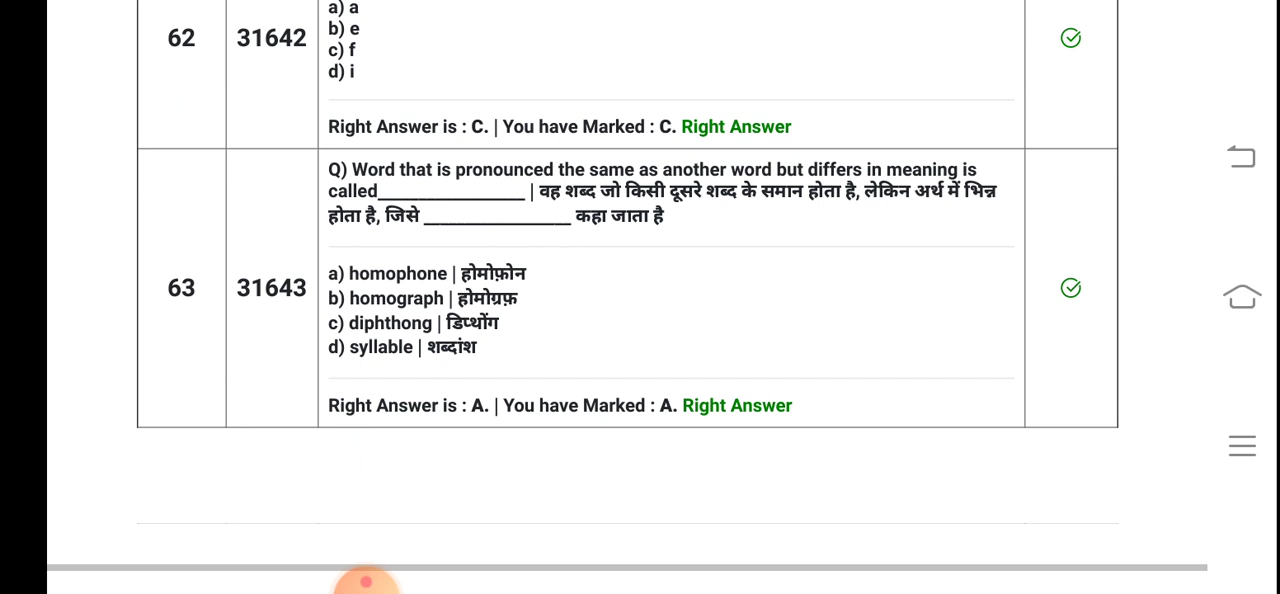 a) a
62 31642 b) e
c) f
d) i
Right Answer is : C. | You have Marked : C. Right Answer
Q) Word that is pronounced the same as another word but differs in meaning is
called________________ | वह शब्द जो किसी दूसरे शब्द के समान होता है, लेकिन अर्थ में भिन्न
होता है, जिसे ________________ कहा जाता है
63 31643 a) homophone | होमोफ़ोन
b) homograph | होमोग्रफ़
c) diphthong | डिप्थोंग
d) syllable | शब्दांश
Right Answer is : A. | You have Marked : A. Right Answer